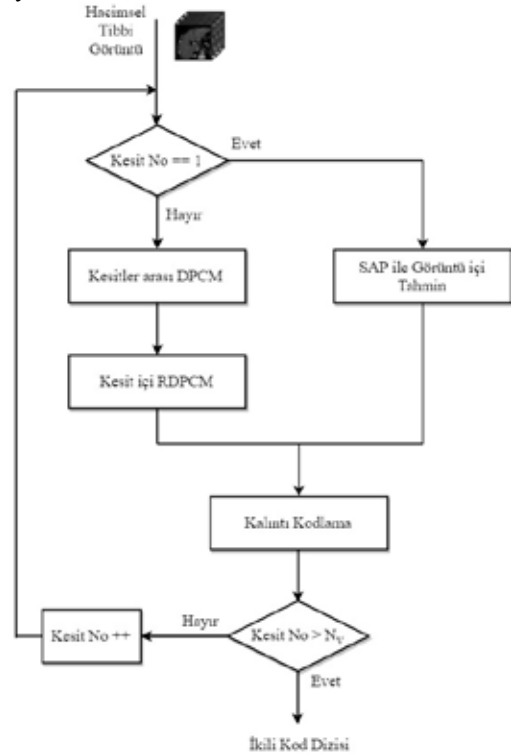 Hacimsel
Tıbbi
Görüntü
Kesit No == 1
Evet
Hayır
Kesitler arası DPCM
SAP ile Görüntü içi
Tahmin
Kesit içi RDPCM
Kalıntı Kodlama
Kesit No ++
Hayır
Kesit No > N
Evet
İkili Kod Dizisi